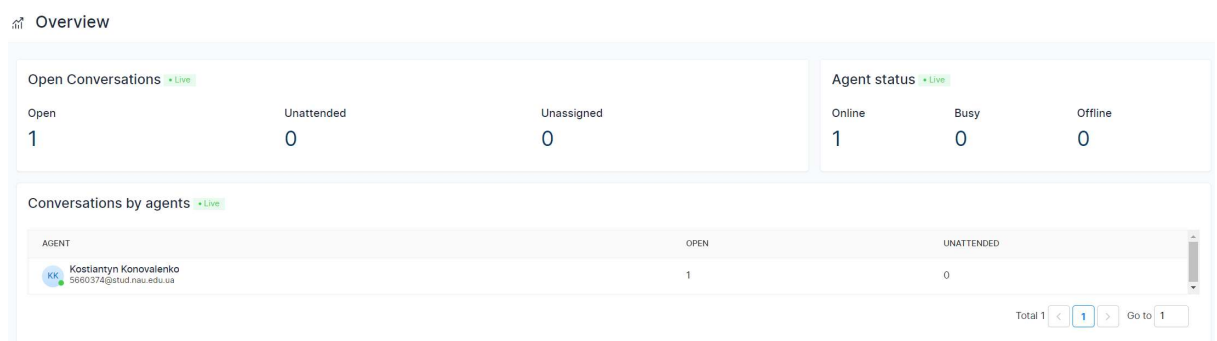 Overview
Open Conversations • Live
Open Unattended Unassigned
1 0 0
Agent status • Live
Online Busy Offline
1 0 0
Conversations by agents • Live
AGENT OPEN UNATTENDED
KK Kostiantyn Konovalenko 1 0
5660374@stud.nau.edu.ua
Total 1 < 1 > Go to 1